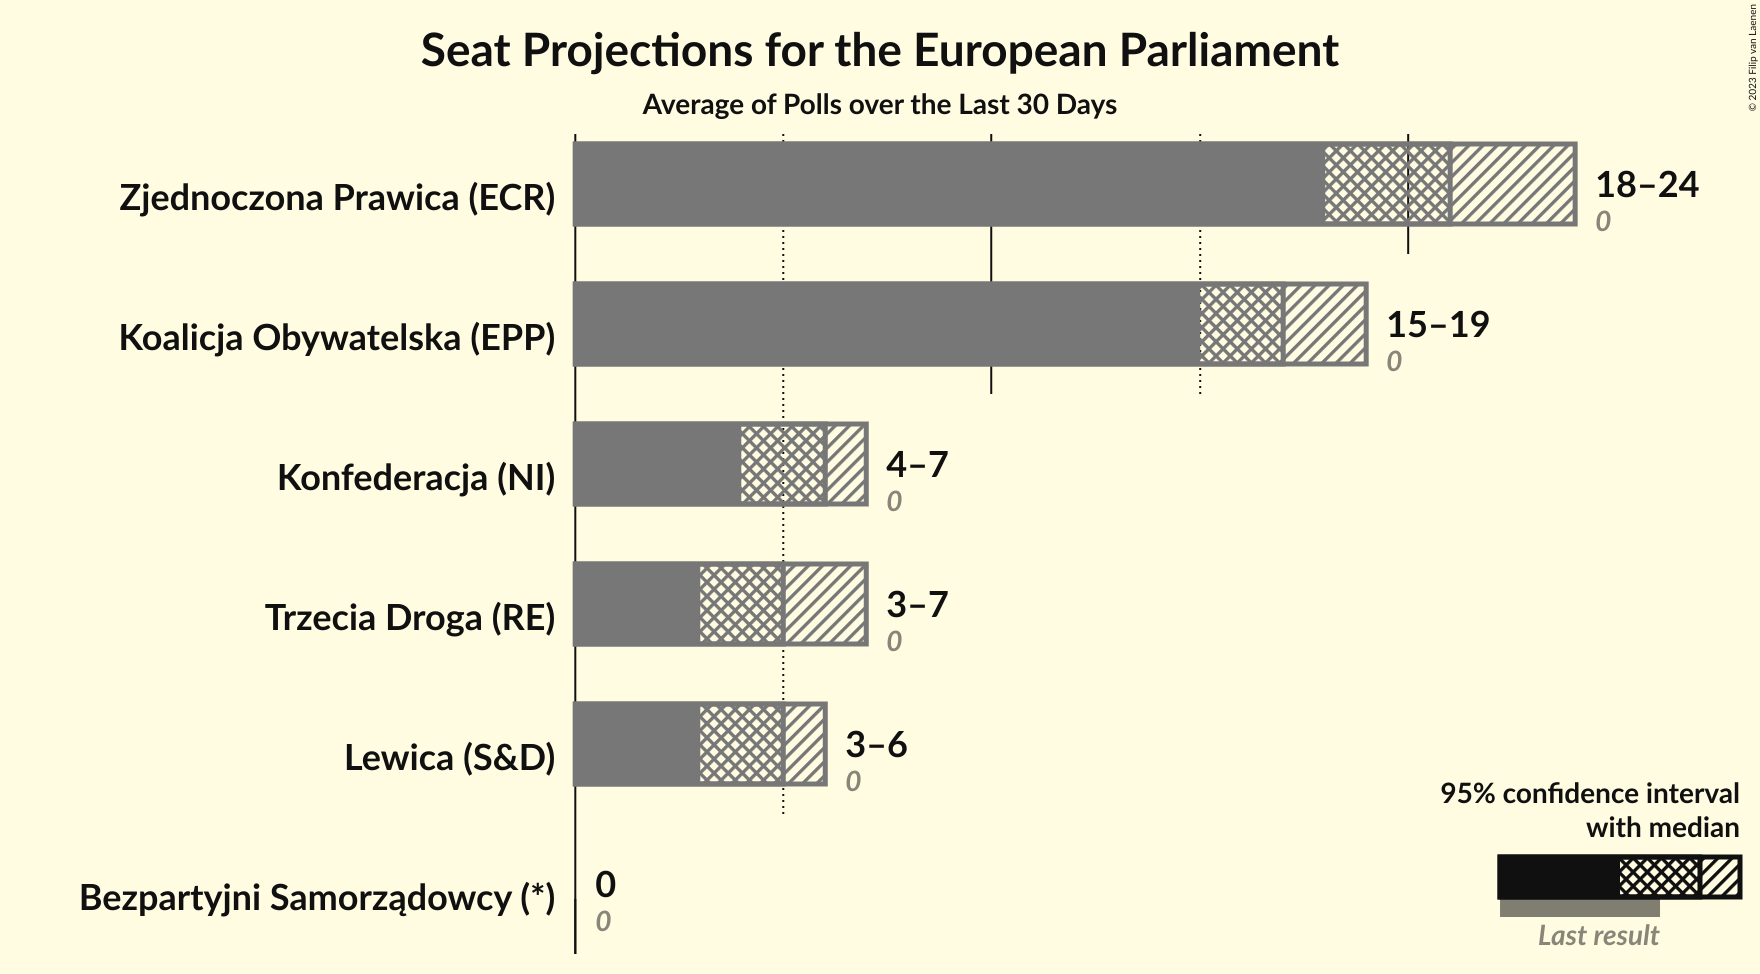 Seat Projections for the European Parliament
Average of Polls over the Last 30 Days
© 2023 Filip van Laenen
Zjednoczona Prawica (ECR)
18–24
0
Koalicja Obywatelska (EPP)
15–19
0
Konfederacja (NI)
4–7
0
Trzecia Droga (RE)
3–7
0
Lewica (S&D)
3–6
0
Bezpartyjni Samorządowcy (*)
0
0
95% confidence interval
with median
Last result